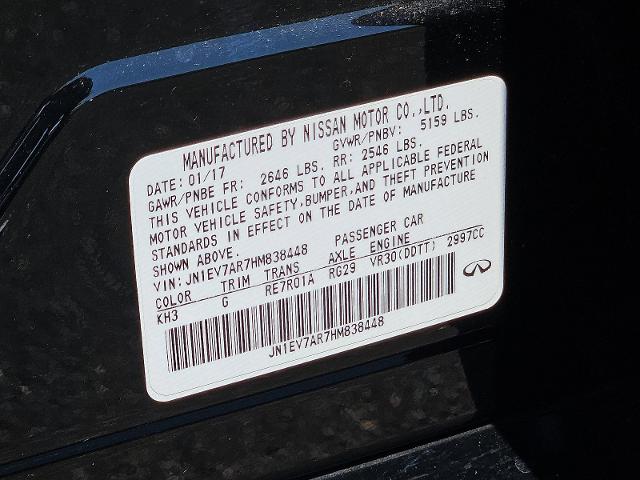 MANUFACTURED BY NISSAN MOTOR CO.,LTD.
DATE: 01/17 GVWR/PNBV: 5159 LBS.
GAWR/PNBE FR: 2646 LBS. RR: 2546 LBS.
THIS VEHICLE CONFORMS TO ALL APPLICABLE FEDERAL
MOTOR VEHICLE SAFETY,BUMPER,AND THEFT PREVENTION
STANDARDS IN EFFECT ON THE DATE OF MANUFACTURE
SHOWN ABOVE.
VIN: JN1EV7AR7HM838448 PASSENGER CAR
COLOR TRIM TRANS AXLE ENGINE
KH3 G RE7R01A RG29 VR30(DDTT) 2997CC
JN1EV7AR7HM838448